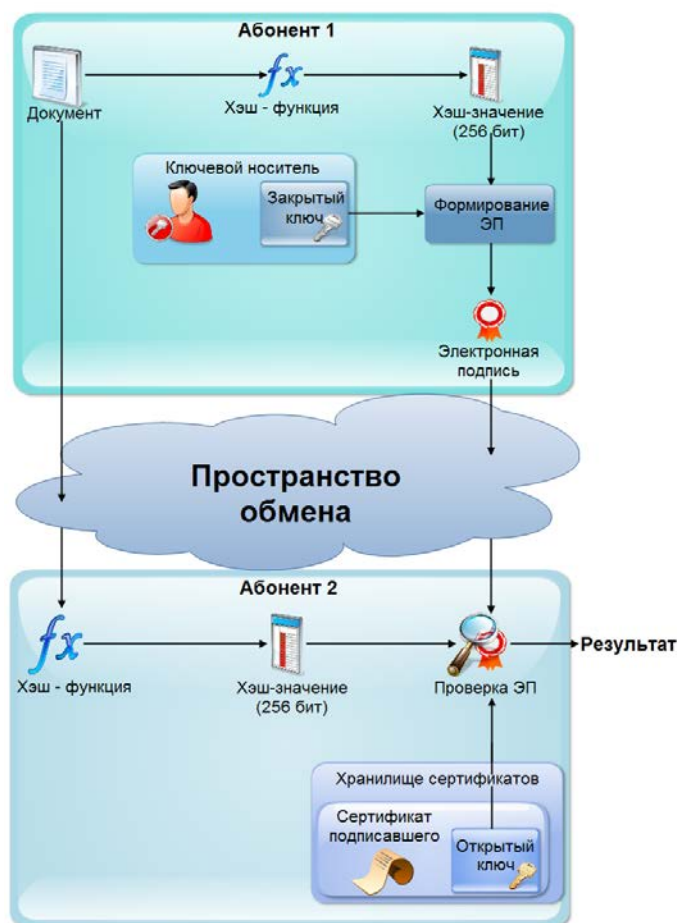 Абонент 1
Документ
Хэш - функция
Хэш-значение
(256 бит)
Ключевой носитель
Закрытый
ключ
Формирование
ЭП
Электронная
подпись
Пространство
обмена
Абонент 2
Хэш - функция
Хэш-значение
(256 бит)
Проверка ЭП
Результат
Хранилище сертификатов
Сертификат
подписавшего
Открытый
ключ